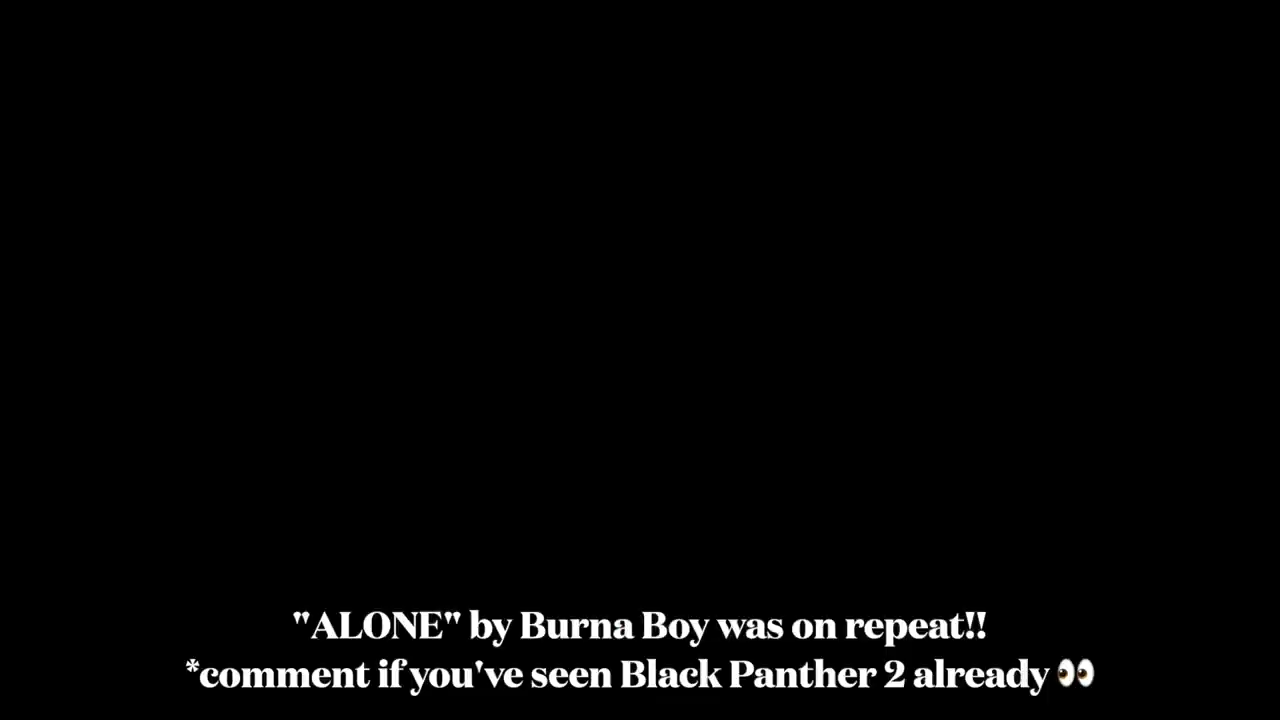 "ALONE" by Burna Boy was on repeat!!
*comment if you've seen Black Panther 2 already 👀